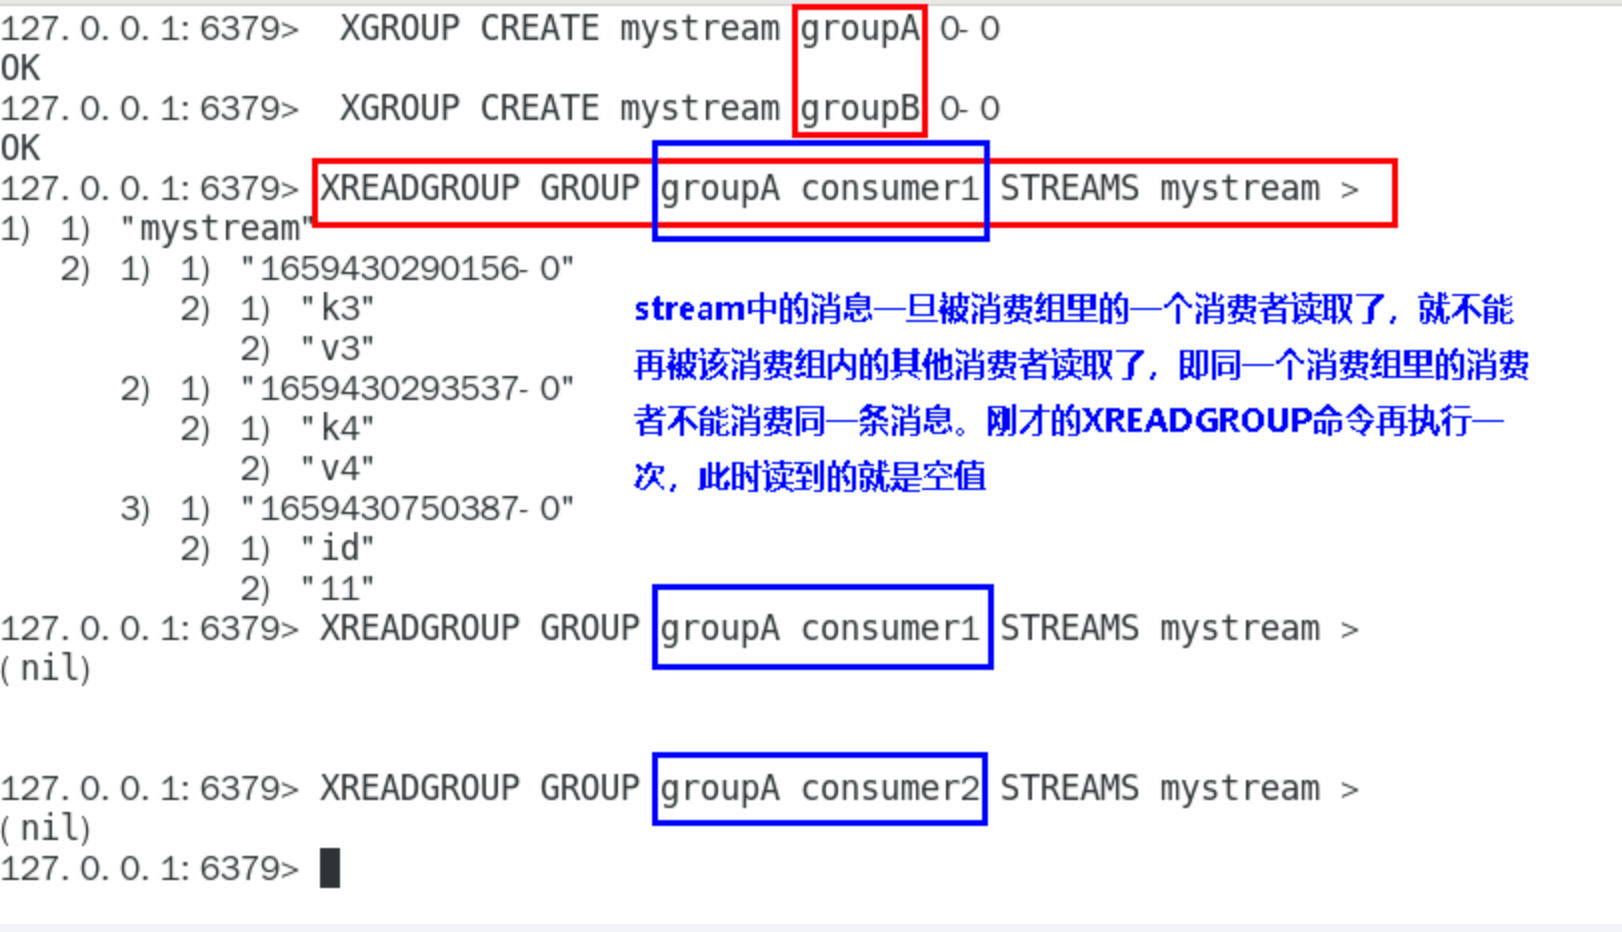 127.0.0.1:6379> XGROUP CREATE mystream groupA 0-0
OK
127.0.0.1:6379> XGROUP CREATE mystream groupB 0-0
OK
127.0.0.1:6379> XREADGROUP GROUP groupA consumer1 STREAMS mystream >
1) 1) "mystream"
2) 1) 1) "1659430290156-0"
2) 1) "k3"
2) "v3"
2) 1) "1659430293537-0"
2) 1) "k4"
2) "v4"
3) 1) "1659430750387-0"
2) 1) "id"
2) "11"
stream中的消息一旦被消费组里的一个消费者读取了，就不能
再被该消费组内的其他消费者读取了，即同一个消费组里的消费
者不能消费同一条消息。刚才的XREADGROUP命令再执行一
次，此时读到的就是空值
127.0.0.1:6379> XREADGROUP GROUP groupA consumer1 STREAMS mystream >
(nil)
127.0.0.1:6379> XREADGROUP GROUP groupA consumer2 STREAMS mystream >
(nil)
127.0.0.1:6379>